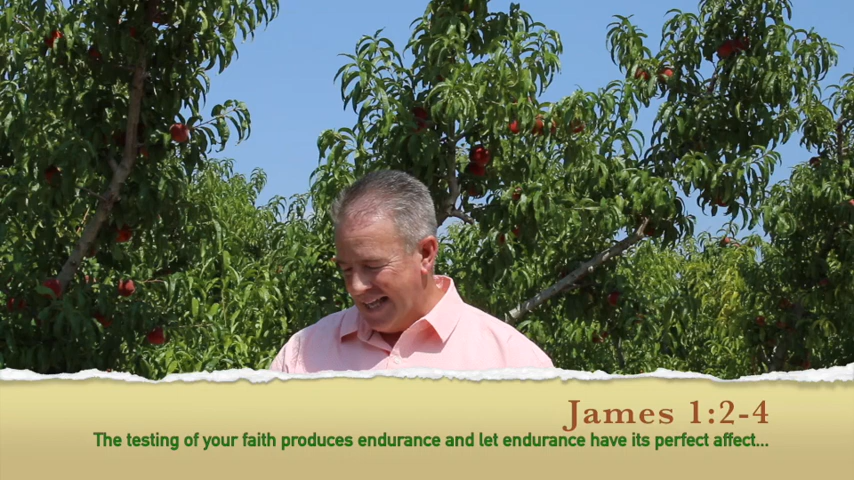 James 1:2-4
The testing of your faith produces endurance and let endurance have its perfect affect...